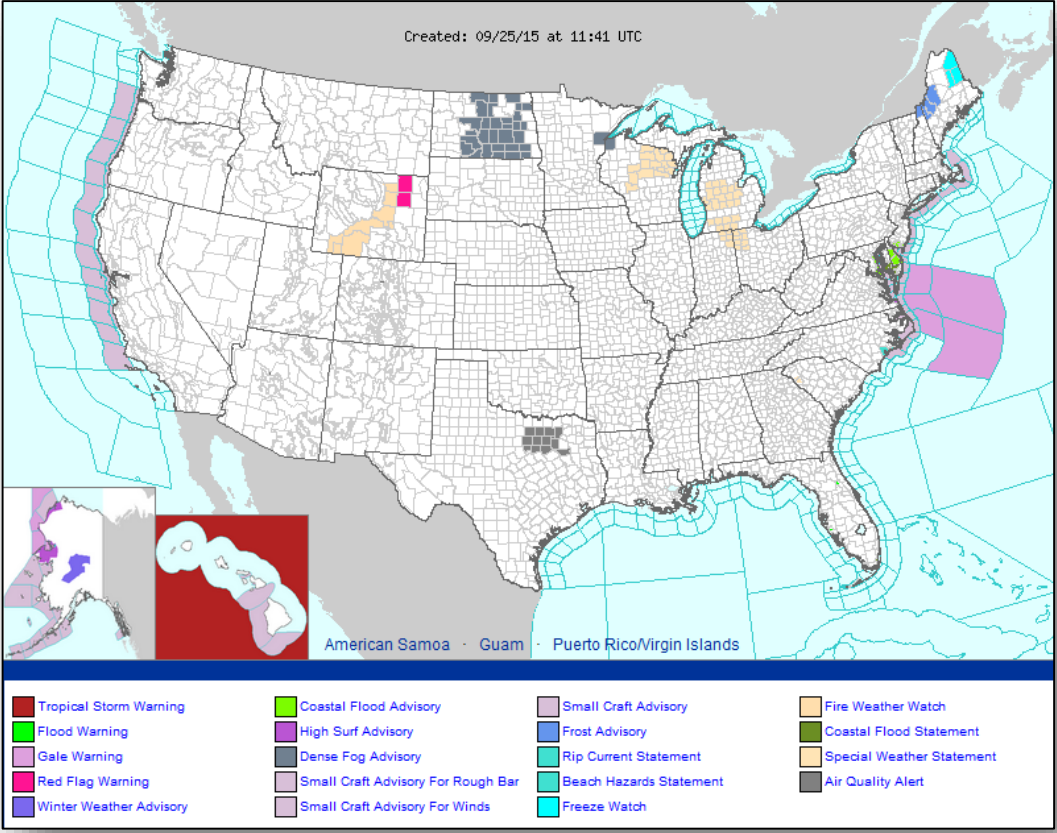 Created: 09/25/15 at 11:41 UTC
American Samoa · Guam · Puerto Rico/Virgin Islands
Tropical Storm Warning
Coastal Flood Advisory
Small Craft Advisory
Fire Weather Watch
Flood Warning
High Surf Advisory
Frost Advisory
Coastal Flood Statement
Gale Warning
Dense Fog Advisory
Rip Current Statement
Special Weather Statement
Red Flag Warning
Small Craft Advisory For Rough Bar
Beach Hazards Statement
Air Quality Alert
Winter Weather Advisory
Small Craft Advisory For Winds
Freeze Watch